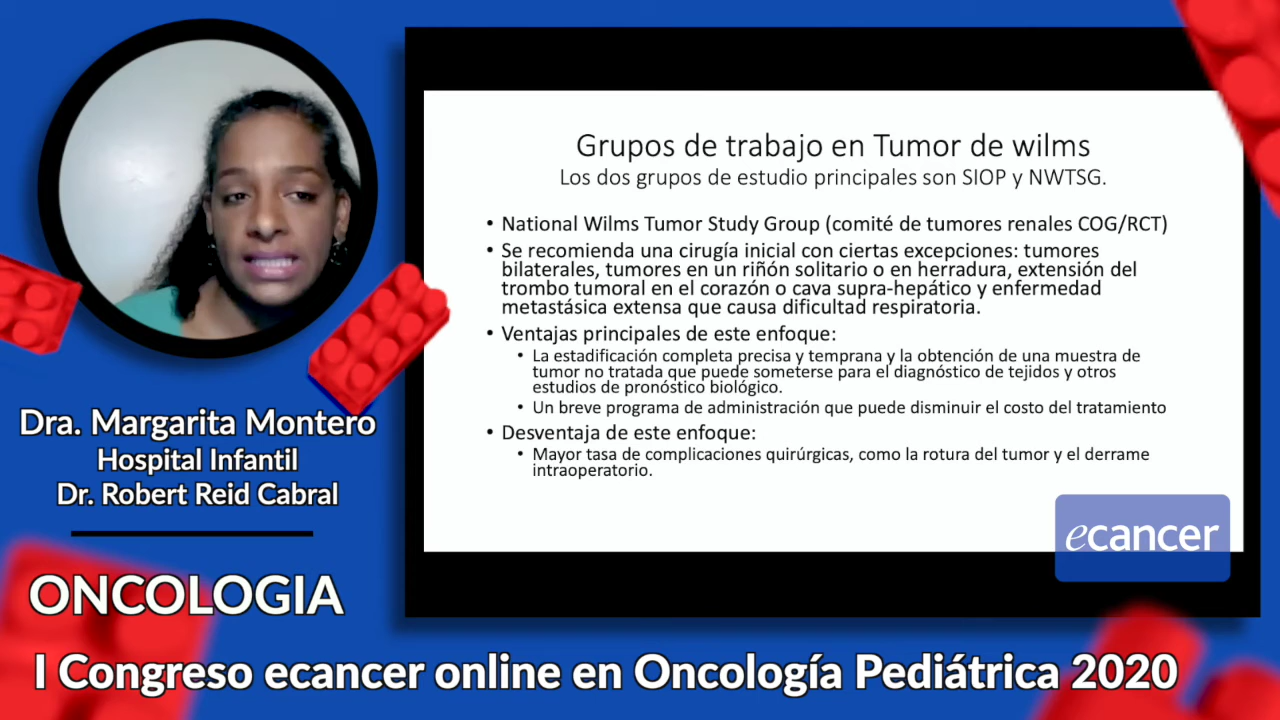 Grupos de trabajo en Tumor de wilms
Los dos grupos de estudio principales son SIOP y NWTSG.
• National Wilms Tumor Study Group (comité de tumores renales COG/RCT)
• Se recomienda una cirugía inicial con ciertas excepciones: tumores
bilaterales, tumores en un riñón solitario o en herradura, extensión del
trombo tumoral en el corazón o cava supra-hepático y enfermedad
metastásica extensa que causa dificultad respiratoria.
• Ventajas principales de este enfoque:
• La estadificación completa precisa y temprana y la obtención de una muestra de
tumor no tratada que puede someterse para el diagnóstico de tejidos y otros
estudios de pronóstico biológico.
• Un breve programa de administración que puede disminuir el costo del tratamiento
• Desventaja de este enfoque:
• Mayor tasa de complicaciones quirúrgicas, como la rotura del tumor y el derrame
intraoperatorio.
ecancer
Dra. Margarita Montero
Hospital Infantil
Dr. Robert Reid Cabral
ONCOLOGIA
I Congreso ecancer online en Oncología Pediátrica 2020